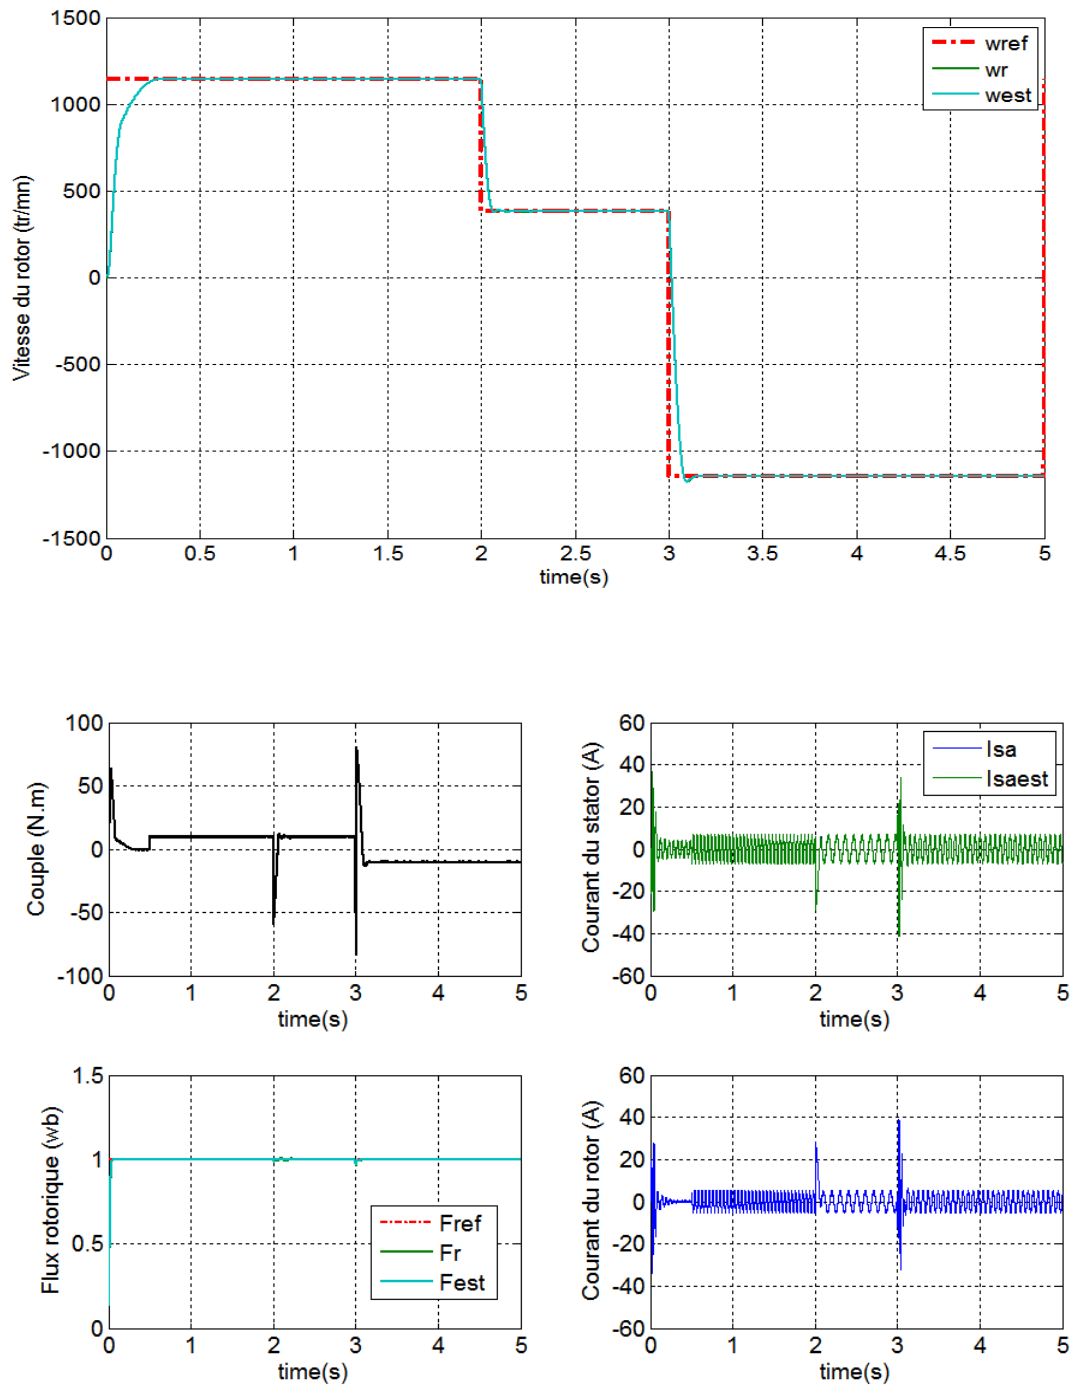 1500
1000
500
0
-500
-1000
-1500
Vitesse du rotor (tr/mn)
wref
wr
west
0 0.5 1 1.5 2 2.5 3 3.5 4 4.5 5
time(s)
100
50
0
-50
-100
Couple (N.m)
0 1 2 3 4 5
time(s)
60
40
20
0
-20
-40
-60
Courant du stator (A)
Isa
Isaest
0 1 2 3 4 5
time(s)
1.5
1
0.5
0
Flux rotorique (wb)
Fref
Fr
Fest
0 1 2 3 4 5
time(s)
60
40
20
0
-20
-40
-60
Courant du rotor (A)
0 1 2 3 4 5
time(s)